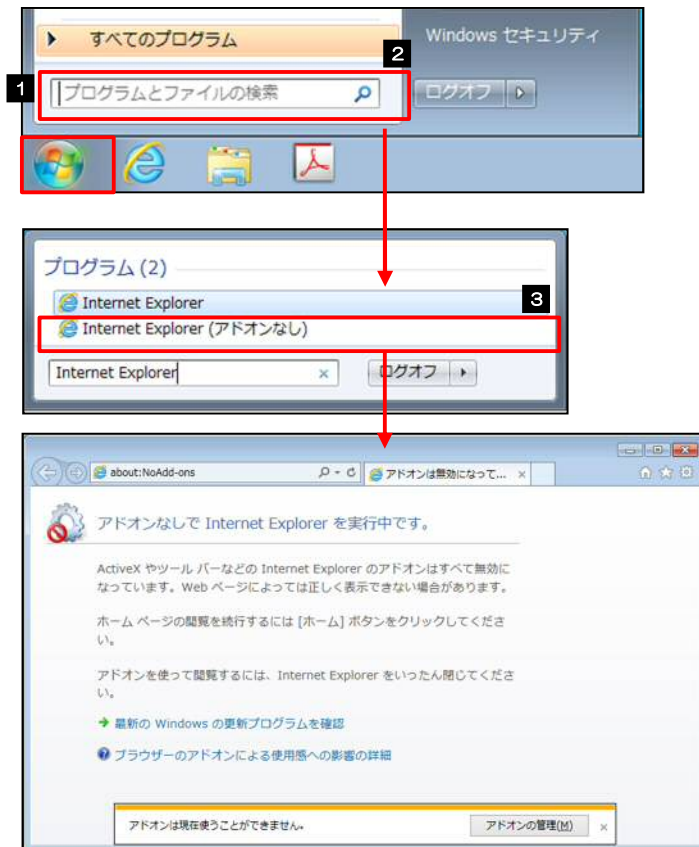 すべてのプログラム
Windows セキュリティ
2
1
プログラムとファイルの検索
ログオフ
プログラム (2)
Internet Explorer
3
Internet Explorer (アドオンなし)
Internet Explorer
ログオフ
about:NoAdd-ons
アドオンは無効になって...
アドオンなしで Internet Explorer を実行中です。
ActiveX やツール バーなどの Internet Explorer のアドオンはすべて無効に
なっています。Web ページによっては正しく表示できない場合があります。
ホーム ページの閲覧を続行するには [ホーム] ボタンをクリックしてくださ
い。
アドオンを使って閲覧するには、Internet Explorer をいったん閉じてくださ
い。
最新の Windows の更新プログラムを確認
ブラウザーのアドオンによる使用感への影響の詳細
アドオンは現在使うことができません。
アドオンの管理(M)